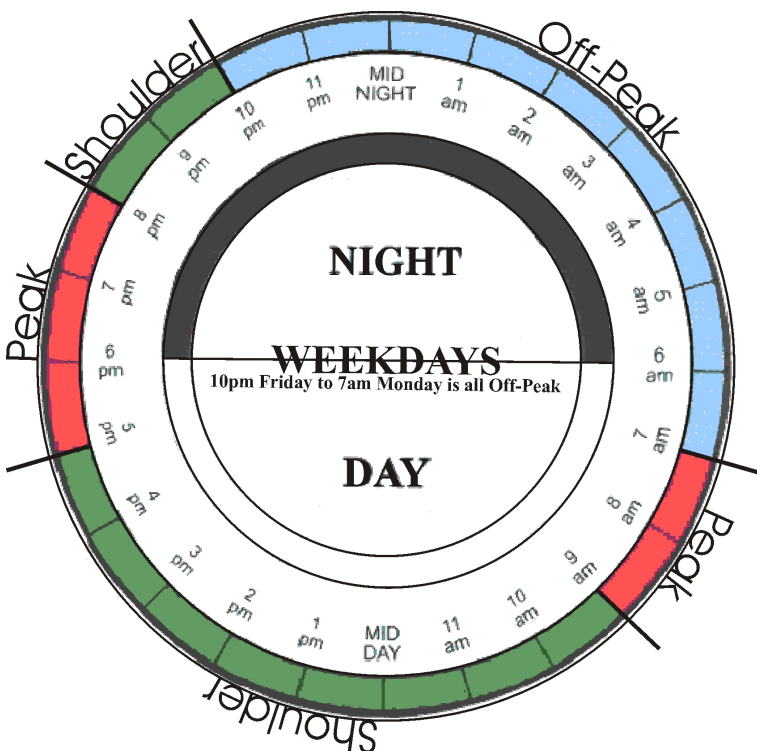 Off-Peak
Peak
Shoulder
Peak
Shoulder
MID
NIGHT
1
am
2
am
3
am
4
am
5
am
6
am
7
am
8
am
9
am
10
am
11
am
MID
DAY
1
pm
2
pm
3
pm
4
pm
5
pm
6
pm
7
pm
8
pm
9
pm
10
pm
11
pm
NIGHT
WEEKDAYS
10pm Friday to 7am Monday is all Off-Peak
DAY